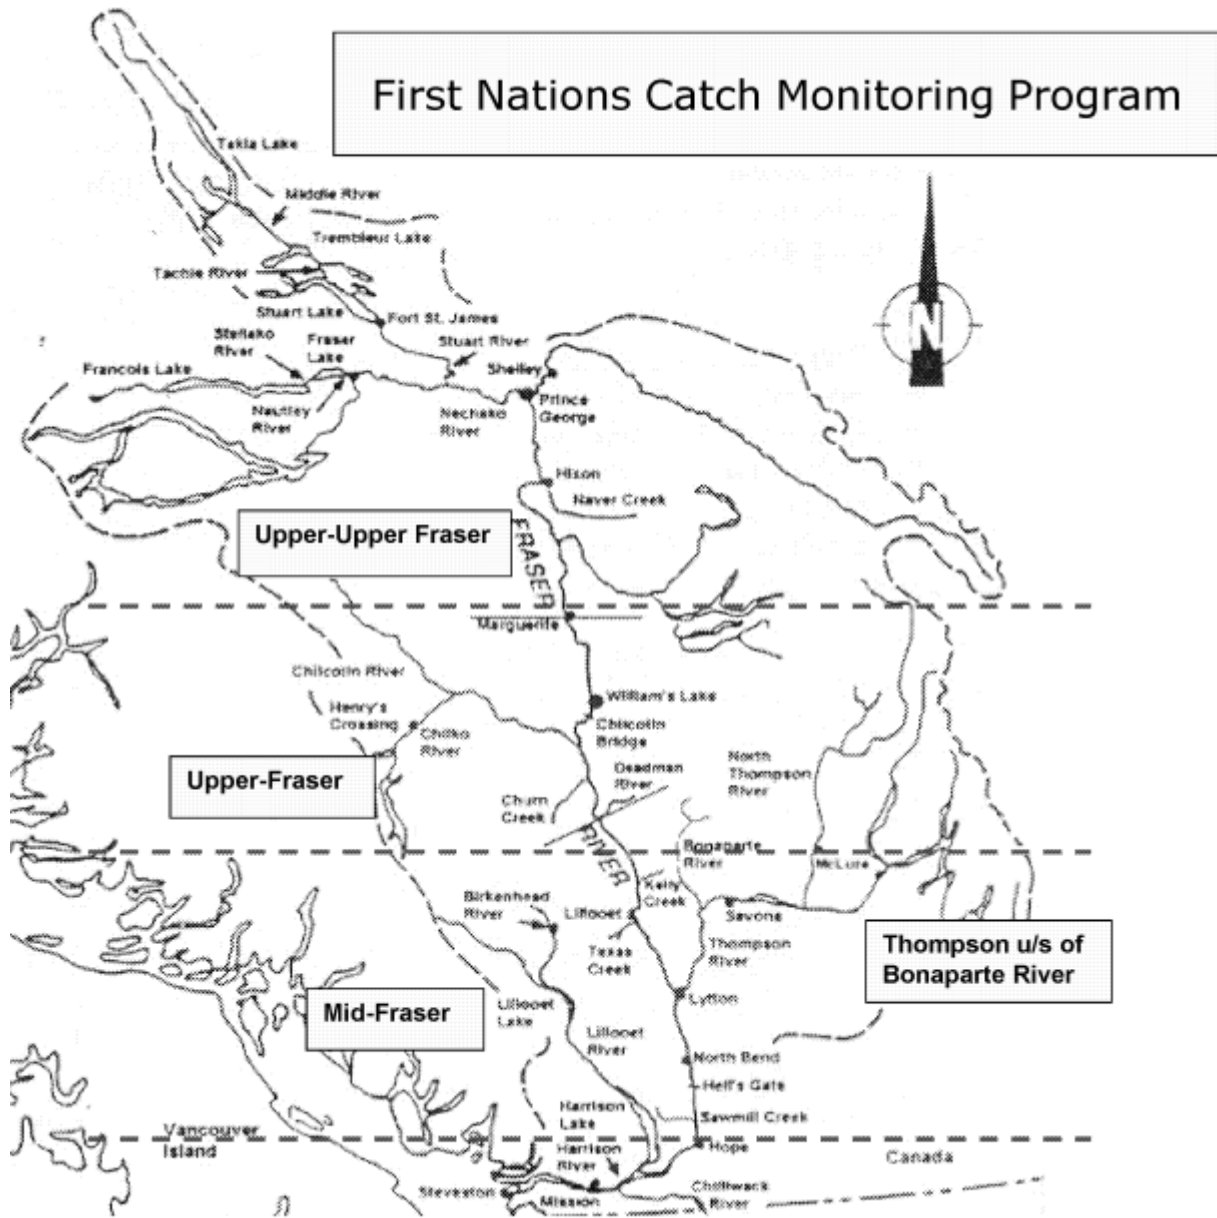 First Nations Catch Monitoring Program
Takla Lake
Middle River
Trembleur Lake
Tachie River
Stuart Lake
Fort St. James
Stellako
River
Fraser
Lake
Stuart River
Shelley
Francois Lake
Nautley
River
Nechako
River
Prince
George
N
Hixon
Naver Creek
Upper-Upper Fraser
FRASER
Marguerite
Chilcotin River
William's Lake
Henry's
Crossing
Chilko
River
Chilcotin
Bridge
North
Thompson
River
Deadman
River
Upper-Fraser
Churn
Creek
RIVER
Bonaparte
River
McLure
Kelly
Creek
Birkenhead
River
Lillooet
Savona
Texas
Creek
Thompson
River
Thompson u/s of
Bonaparte River
Lytton
Mid-Fraser
Lillooet
Lake
Lillooet
River
North Bend
Hell's Gate
Harrison
Lake
Sawmill Creek
Vancouver
Island
Hope
Harrison
River
Canada
Steveston
Mission
Chilliwack
River